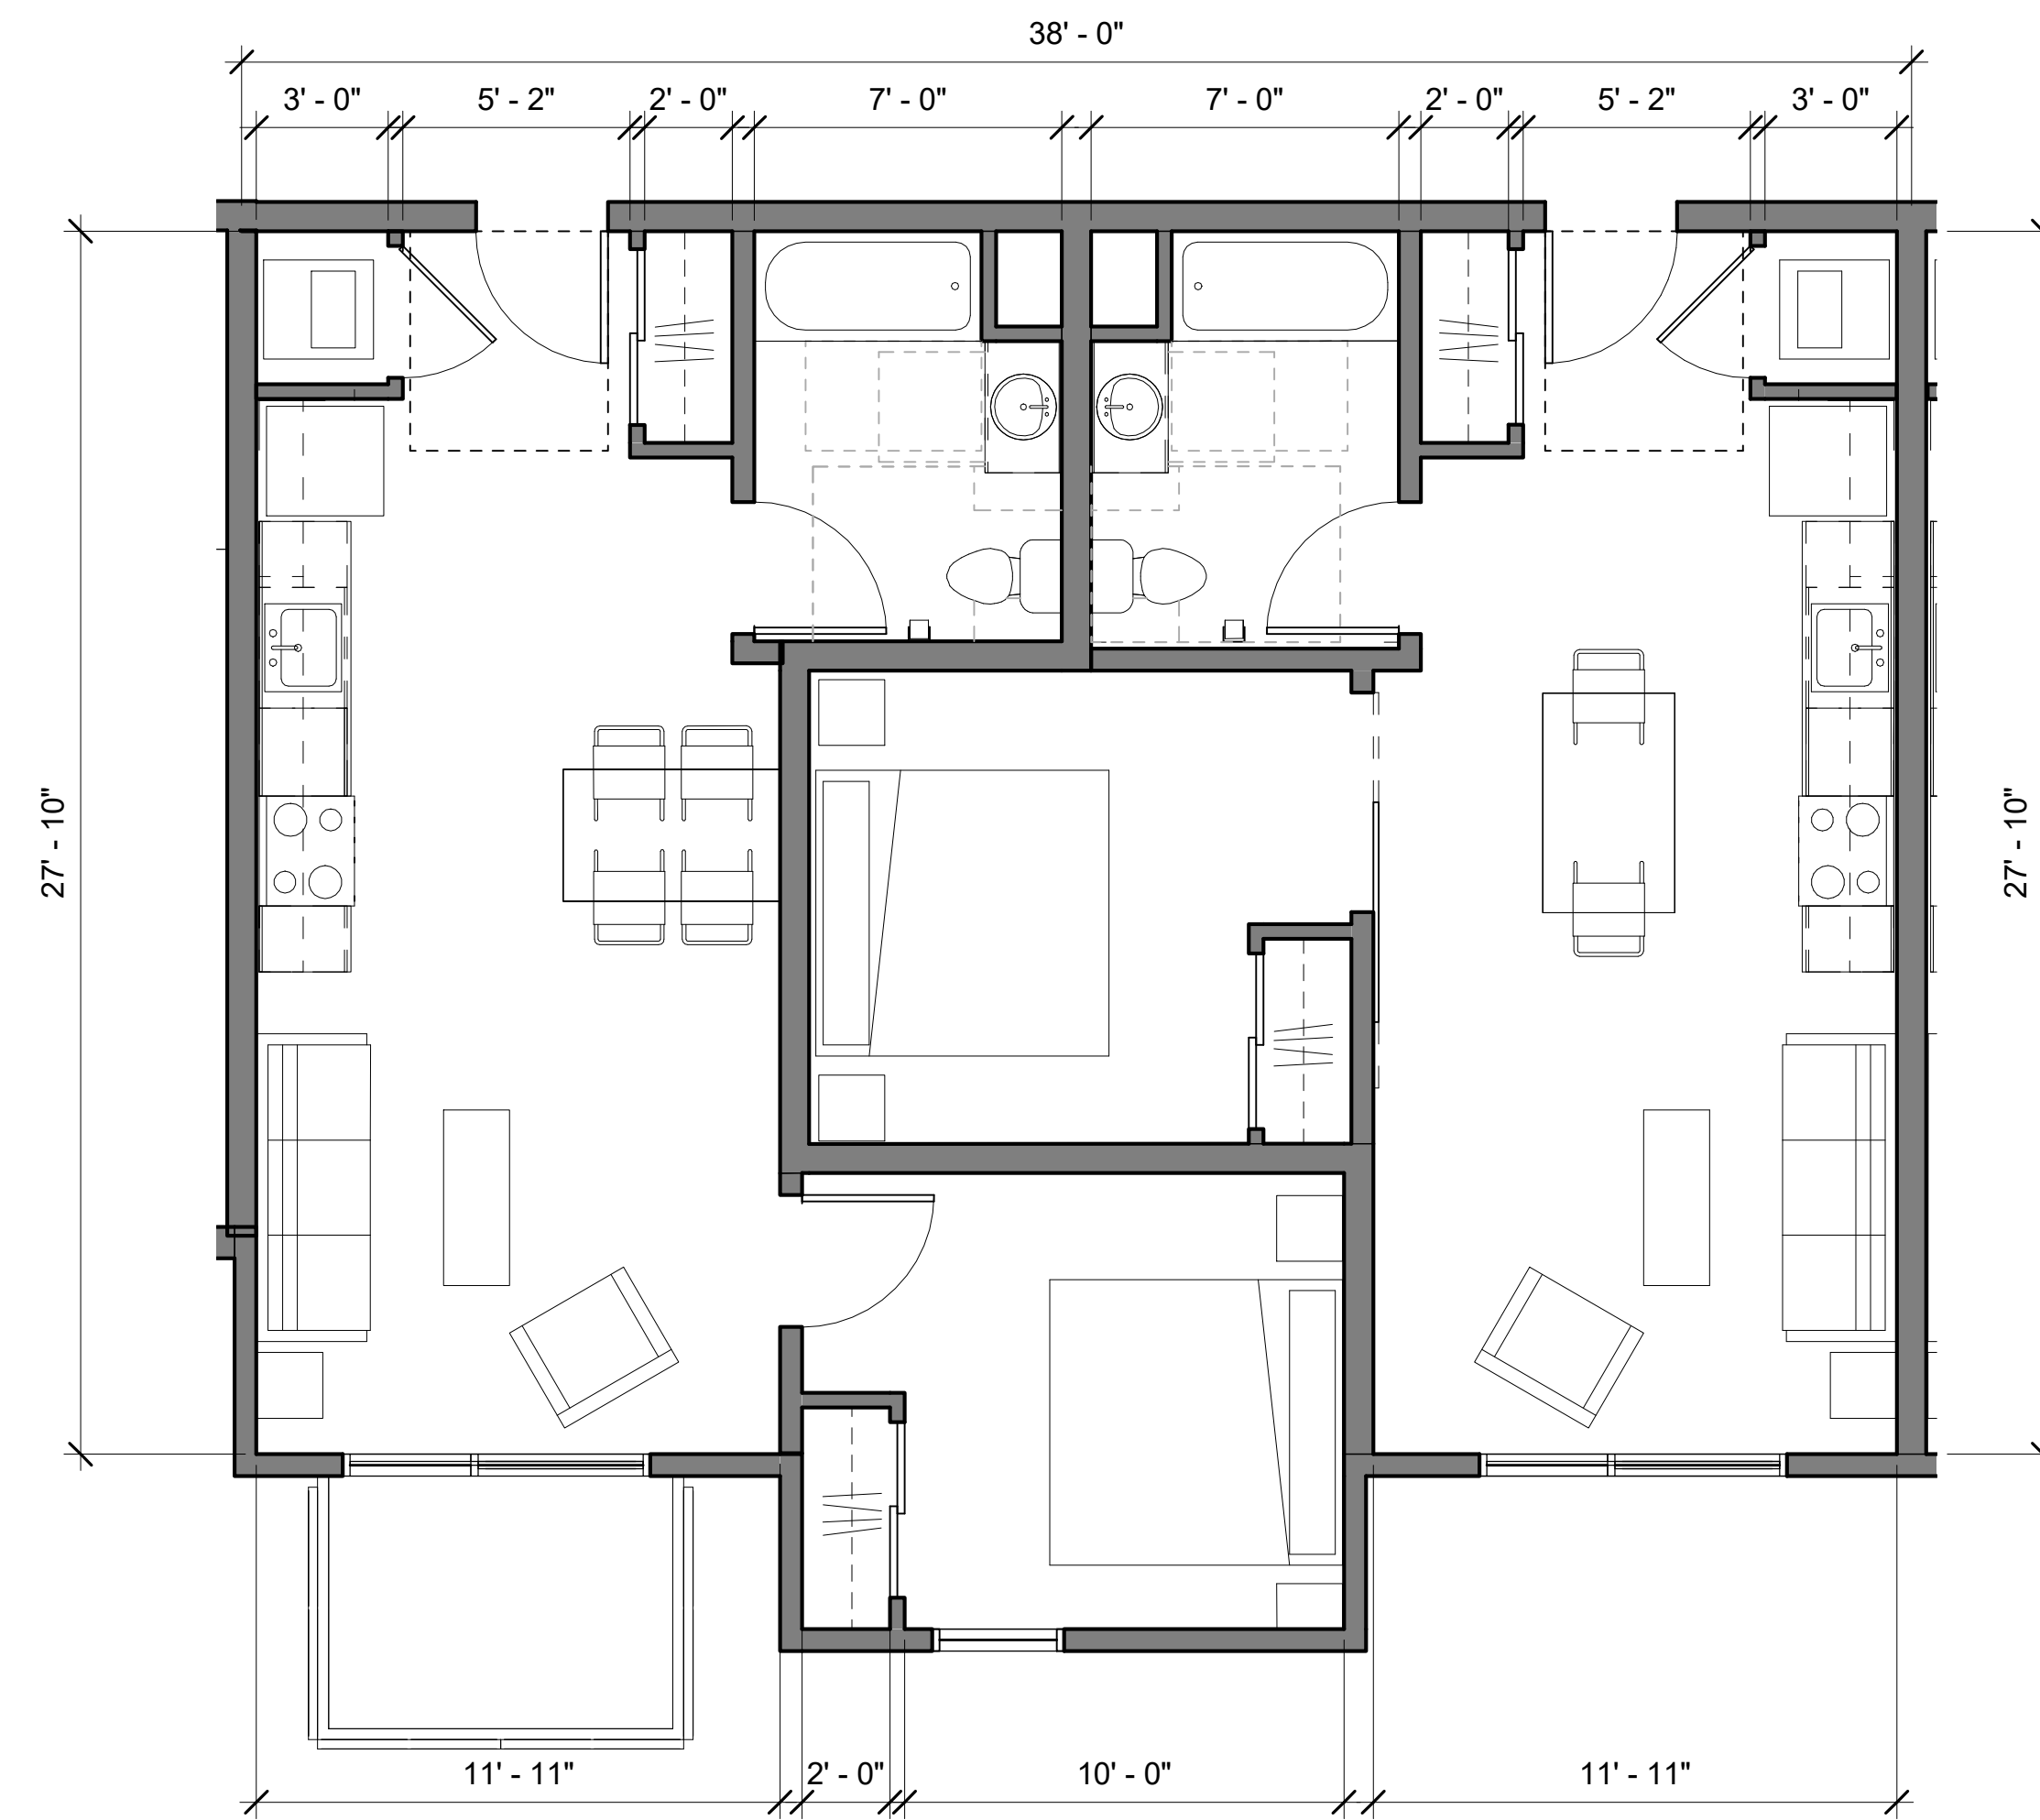 38' - 0"
3' - 0" 5' - 2" 2' - 0" 7' - 0" 7' - 0" 2' - 0" 5' - 2" 3' - 0"
27' - 10"
27' - 10"
11' - 11" 2' - 0" 10' - 0" 11' - 11"